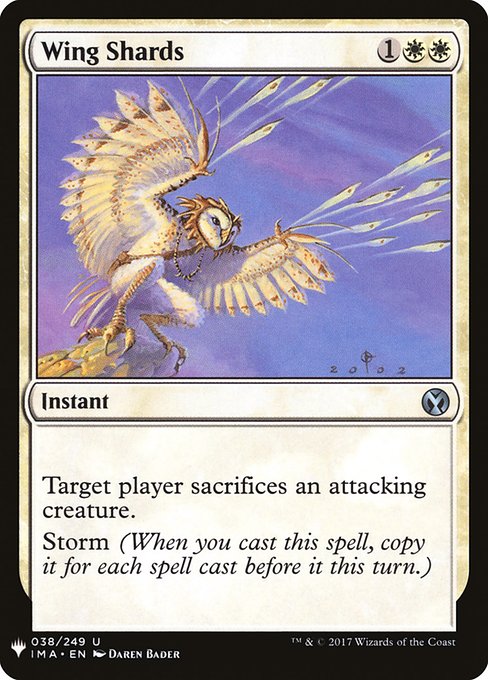 Wing Shards 1
2002
Instant
Target player sacrifices an attacking
creature.
Storm (When you cast this spell, copy
it for each spell cast before it this turn.)
038/249 U
IMA • EN DAREN BADER
™ & © 2017 Wizards of the Coast